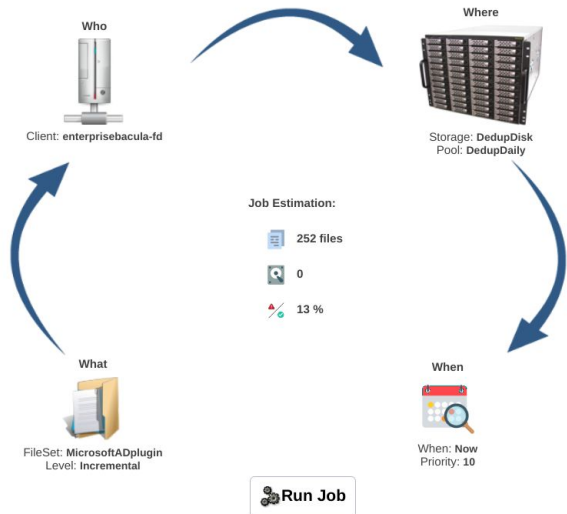 Who
Client: enterprisebacula-fd
Where
Storage: DedupDisk
Pool: DedupDaily
Job Estimation:
252 files
0
13 %
What
FileSet: MicrosoftADplugin
Level: Incremental
When
When: Now
Priority: 10
Run Job